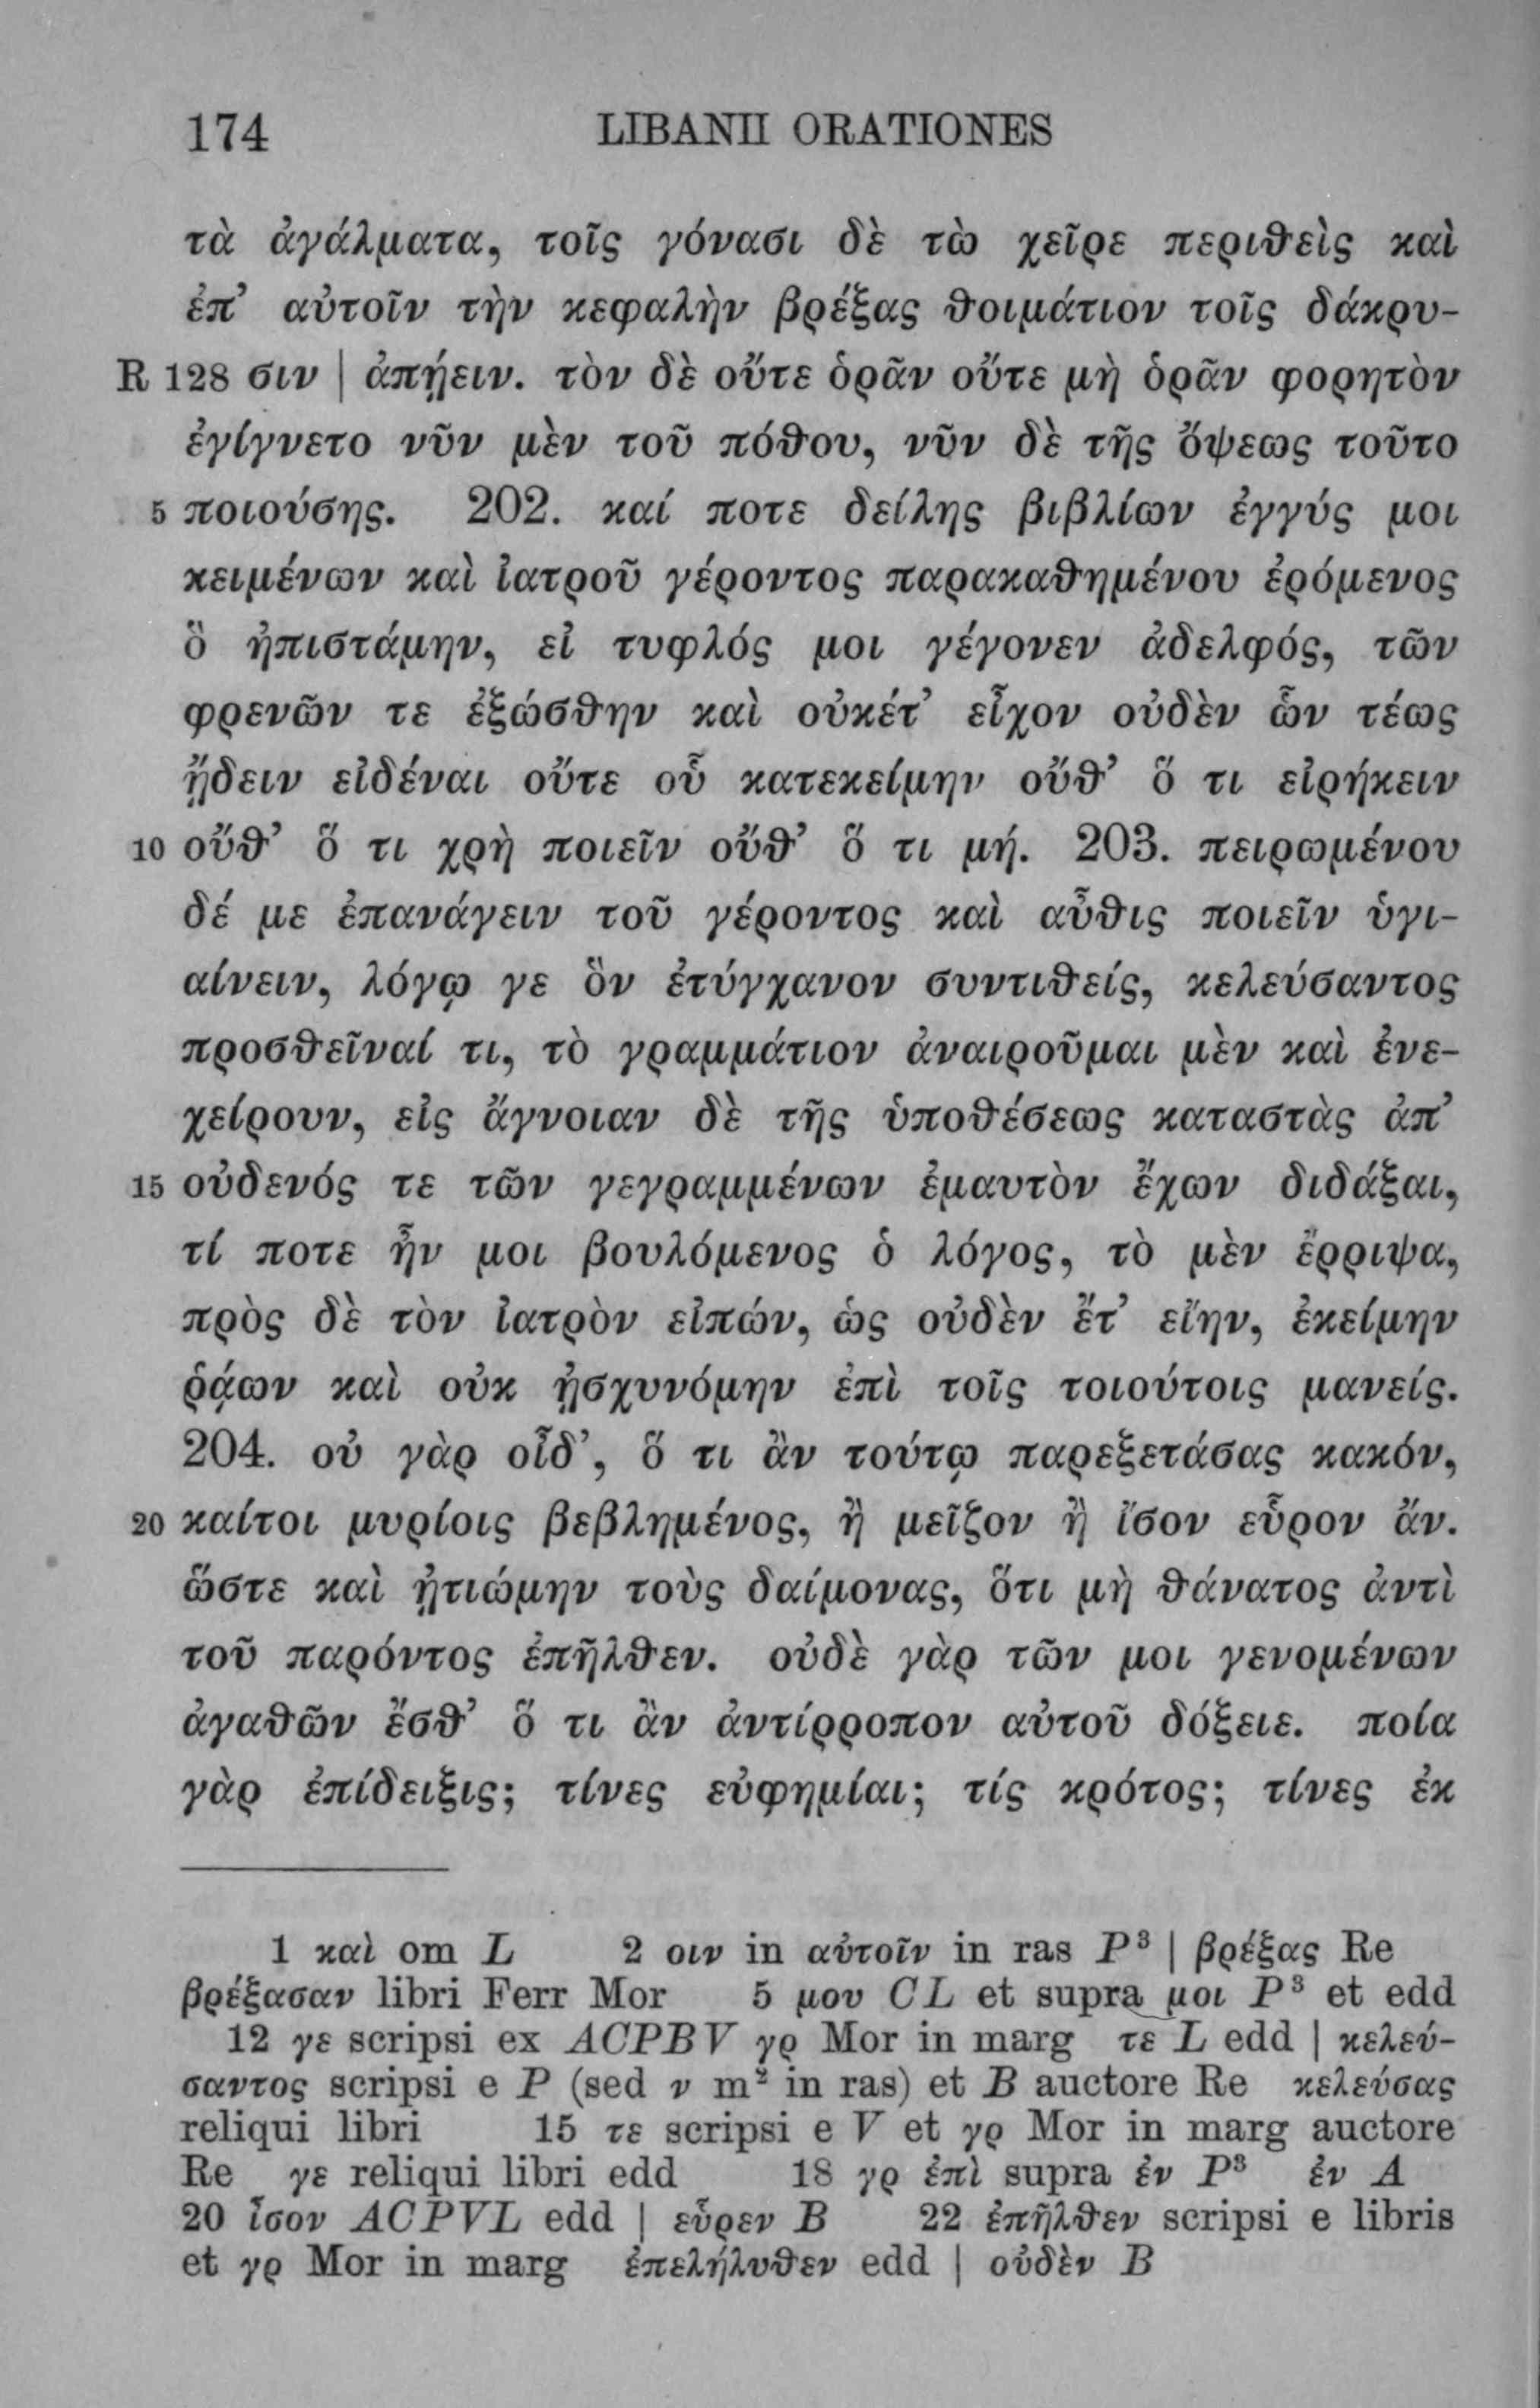 174 LIBANII ORATIONES
τὰ ἀγάλματα, τοῖς γόνασι δὲ τὼ χεῖρε περιθεὶς καὶ
ἐπ’ αὐτοῖν τὴν κεφαλὴν βρέξας θοιμάτιον τοῖς δάκρυ-
R 128 σιν | ἀπῄειν. τὸν δὲ οὔτε ὁρᾶν οὔτε μὴ ὁρᾶν φορητὸν
ἐγίγνετο νῦν μὲν τοῦ πόθου, νῦν δὲ τῆς ὄψεως τοῦτο
5 ποιούσης. 202. καί ποτε δείλης βιβλίων ἐγγύς μοι
κειμένων καὶ ἰατροῦ γέροντος παρακαθημένου ἐρόμενος
ὃ ἠπιστάμην, εἰ τυφλός μοι γέγονεν ἀδελφός, τῶν
φρενῶν τε ἐξώσθην καὶ οὐκέτ’ εἶχον οὐδὲν ὧν τέως
ᾔδειν εἰδέναι οὔτε οὗ κατεκείμην οὔθ’ ὅ τι εἰρήκειν
10 οὔθ’ ὅ τι χρὴ ποιεῖν οὔθ’ ὅ τι μή. 203. πειρωμένου
δέ με ἐπανάγειν τοῦ γέροντος καὶ αὖθις ποιεῖν ὑγι-
αίνειν, λόγῳ γε ὃν ἐτύγχανον συντιθείς, κελεύσαντος
προσθεῖναί τι, τὸ γραμμάτιον ἀναιροῦμαι μὲν καὶ ἐνε-
χείρουν, εἰς ἄγνοιαν δὲ τῆς ὑποθέσεως καταστὰς ἀπ’
15 οὐδενός τε τῶν γεγραμμένων ἐμαυτὸν ἔχων διδάξαι,
τί ποτε ἦν μοι βουλόμενος ὁ λόγος, τὸ μὲν ἔρριψα,
πρὸς δὲ τὸν ἰατρὸν εἰπών, ὡς οὐδὲν ἔτ’ εἴην, ἐκείμην
ῥᾴων καὶ οὐκ ᾐσχυνόμην ἐπὶ τοῖς τοιούτοις μανείς.
204. οὐ γὰρ οἶδ’, ὅ τι ἂν τούτῳ παρεξετάσας κακόν,
20 καίτοι μυρίοις βεβλημένος, ἢ μεῖζον ἢ ἴσον εὗρον ἄν.
ὥστε καὶ ᾐτιώμην τοὺς δαίμονας, ὅτι μὴ θάνατος ἀντὶ
τοῦ παρόντος ἐπῆλθεν. οὐδὲ γὰρ τῶν μοι γενομένων
ἀγαθῶν ἔσθ’ ὅ τι ἂν ἀντίρροπον αὐτοῦ δόξειε. ποία
γὰρ ἐπίδειξις; τίνες εὐφημίαι; τίς κρότος; τίνες ἐκ
1 καὶ om L 2 οιν in αὐτοῖν in ras P³ | βρέξας Re
βρέξασαν libri Ferr Mor 5 μου CL et supra μοι P³ et edd
12 γε scripsi ex ACPBV γρ Mor in marg τε L edd | κελεύ-
σαντος scripsi e P (sed ν m² in ras) et B auctore Re κελεύσας
reliqui libri 15 τε scripsi e V et γρ Mor in marg auctore
Re γε reliqui libri edd 18 γρ ἐπὶ supra ἐν P³ ἐν A
20 ἶσον ACPVL edd | εὗρεν B 22 ἐπῆλθεν scripsi e libris
et γρ Mor in marg ἐπελήλυθεν edd | οὐδὲν B